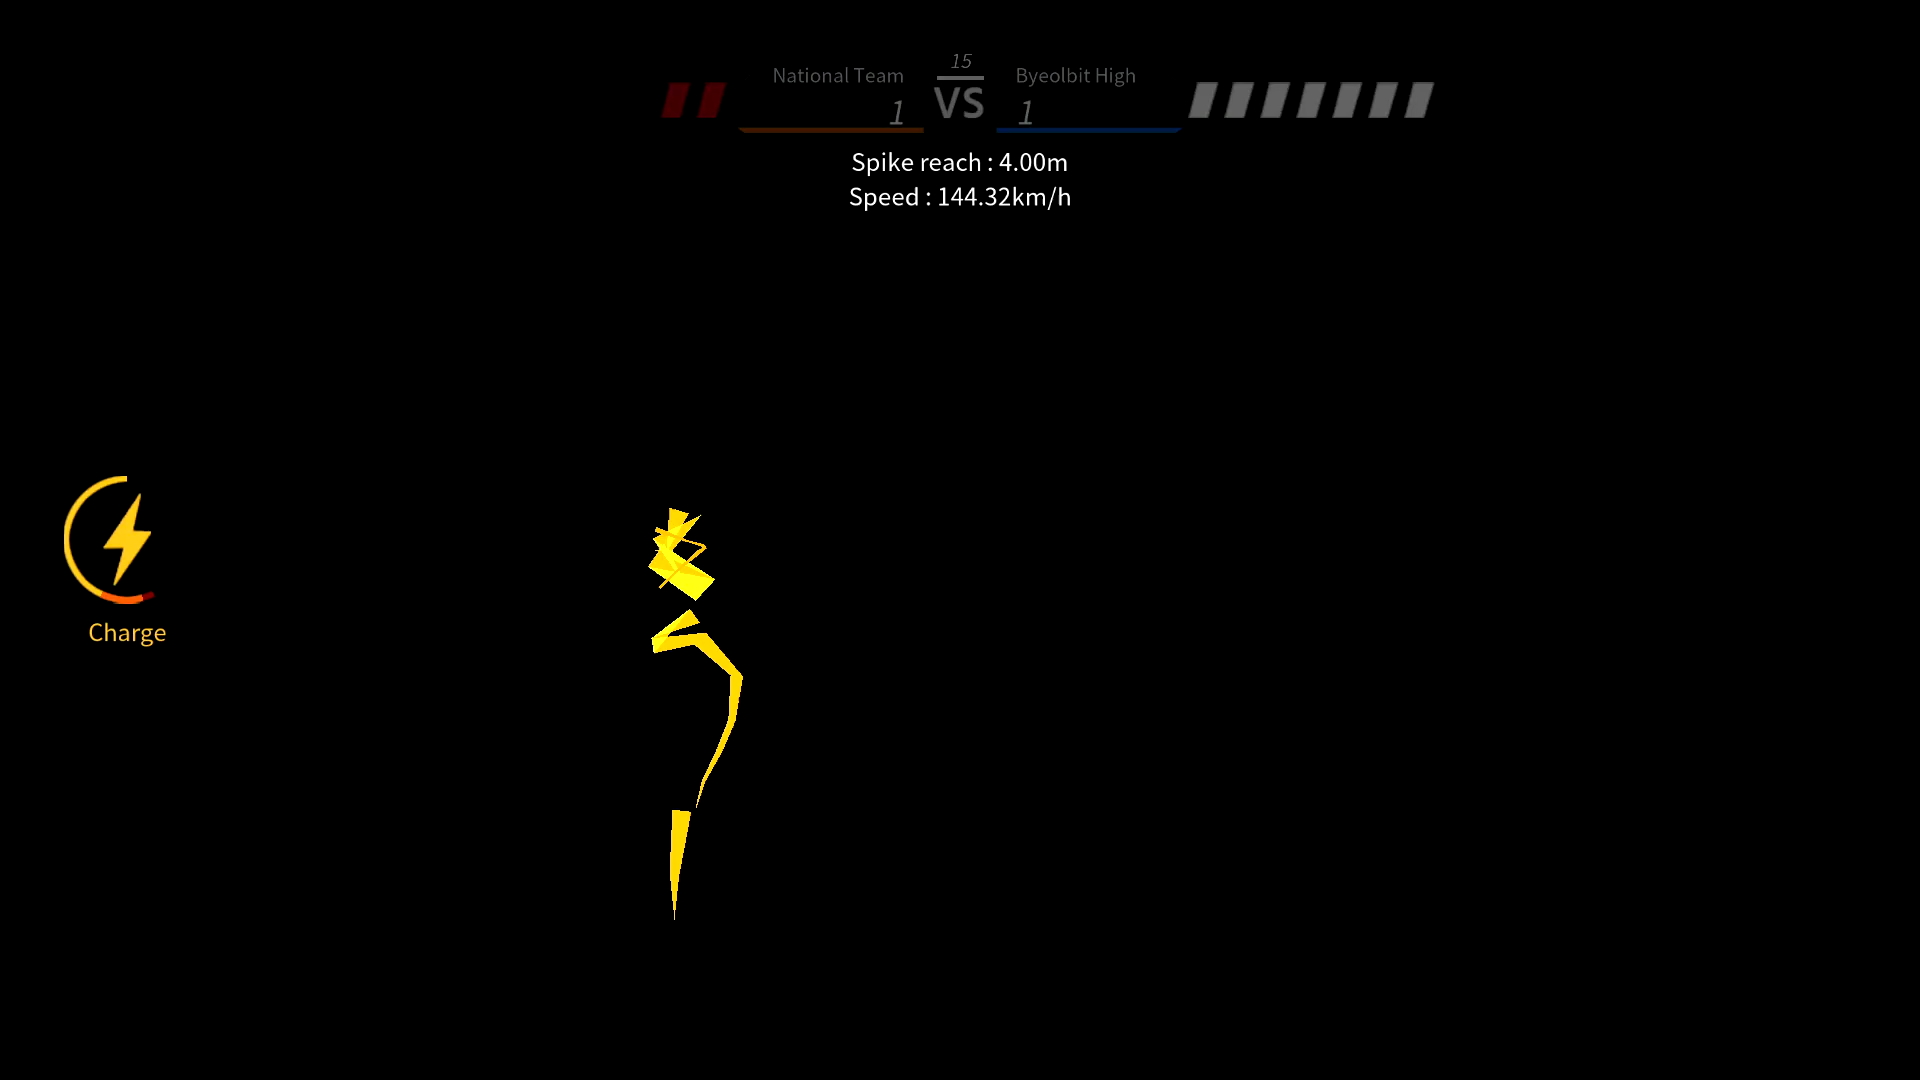 15
National Team
VS
Byeolbit High
1
1
Spike reach : 4.00m
Speed : 144.32km/h
Charge